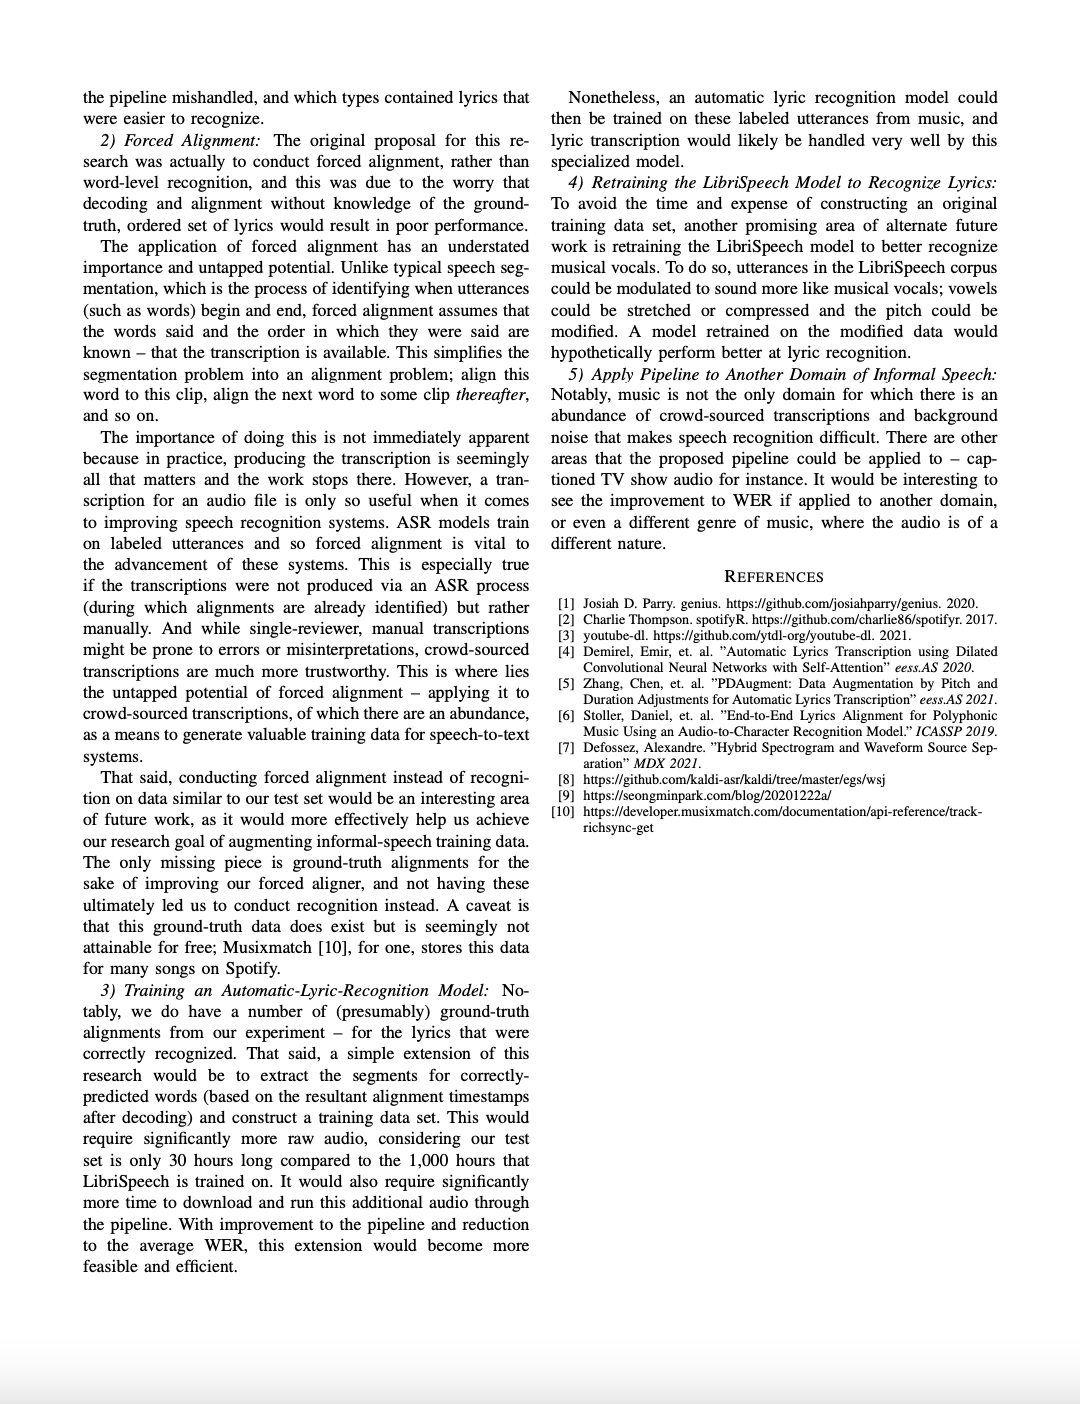 the pipeline mishandled, and which types contained lyrics that
were easier to recognize.
2) Forced Alignment: The original proposal for this re-
search was actually to conduct forced alignment, rather than
word-level recognition, and this was due to the worry that
decoding and alignment without knowledge of the ground-
truth, ordered set of lyrics would result in poor performance.
The application of forced alignment has an understated
importance and untapped potential. Unlike typical speech seg-
mentation, which is the process of identifying when utterances
(such as words) begin and end, forced alignment assumes that
the words said and the order in which they were said are
known – that the transcription is available. This simplifies the
segmentation problem into an alignment problem; align this
word to this clip, align the next word to some clip thereafter,
and so on.
The importance of doing this is not immediately apparent
because in practice, producing the transcription is seemingly
all that matters and the work stops there. However, a tran-
scription for an audio file is only so useful when it comes
to improving speech recognition systems. ASR models train
on labeled utterances and so forced alignment is vital to
the advancement of these systems. This is especially true
if the transcriptions were not produced via an ASR process
(during which alignments are already identified) but rather
manually. And while single-reviewer, manual transcriptions
might be prone to errors or misinterpretations, crowd-sourced
transcriptions are much more trustworthy. This is where lies
the untapped potential of forced alignment – applying it to
crowd-sourced transcriptions, of which there are an abundance,
as a means to generate valuable training data for speech-to-text
systems.
That said, conducting forced alignment instead of recogni-
tion on data similar to our test set would be an interesting area
of future work, as it would more effectively help us achieve
our research goal of augmenting informal-speech training data.
The only missing piece is ground-truth alignments for the
sake of improving our forced aligner, and not having these
ultimately led us to conduct recognition instead. A caveat is
that this ground-truth data does exist but is seemingly not
attainable for free; Musixmatch [10], for one, stores this data
for many songs on Spotify.
3) Training an Automatic-Lyric-Recognition Model: No-
tably, we do have a number of (presumably) ground-truth
alignments from our experiment – for the lyrics that were
correctly recognized. That said, a simple extension of this
research would be to extract the segments for correctly-
predicted words (based on the resultant alignment timestamps
after decoding) and construct a training data set. This would
require significantly more raw audio, considering our test
set is only 30 hours long compared to the 1,000 hours that
LibriSpeech is trained on. It would also require significantly
more time to download and run this additional audio through
the pipeline. With improvement to the pipeline and reduction
to the average WER, this extension would become more
feasible and efficient.
Nonetheless, an automatic lyric recognition model could
then be trained on these labeled utterances from music, and
lyric transcription would likely be handled very well by this
specialized model.
4) Retraining the LibriSpeech Model to Recognize Lyrics:
To avoid the time and expense of constructing an original
training data set, another promising area of alternate future
work is retraining the LibriSpeech model to better recognize
musical vocals. To do so, utterances in the LibriSpeech corpus
could be modulated to sound more like musical vocals; vowels
could be stretched or compressed and the pitch could be
modified. A model retrained on the modified data would
hypothetically perform better at lyric recognition.
5) Apply Pipeline to Another Domain of Informal Speech:
Notably, music is not the only domain for which there is an
abundance of crowd-sourced transcriptions and background
noise that makes speech recognition difficult. There are other
areas that the proposed pipeline could be applied to – cap-
tioned TV show audio for instance. It would be interesting to
see the improvement to WER if applied to another domain,
or even a different genre of music, where the audio is of a
different nature.
REFERENCES
[1] Josiah D. Parry. genius. https://github.com/josiahparry/genius. 2020.
[2] Charlie Thompson. spotifyR. https://github.com/charlie86/spotifyr. 2017.
[3] youtube-dl. https://github.com/ytdl-org/youtube-dl. 2021.
[4] Demirel, Emir, et. al. ”Automatic Lyrics Transcription using Dilated
Convolutional Neural Networks with Self-Attention” eess.AS 2020.
[5] Zhang, Chen, et. al. ”PDAugment: Data Augmentation by Pitch and
Duration Adjustments for Automatic Lyrics Transcription” eess.AS 2021.
[6] Stoller, Daniel, et. al. ”End-to-End Lyrics Alignment for Polyphonic
Music Using an Audio-to-Character Recognition Model.” ICASSP 2019.
[7] Defossez, Alexandre. ”Hybrid Spectrogram and Waveform Source Sep-
aration” MDX 2021.
[8] https://github.com/kaldi-asr/kaldi/tree/master/egs/wsj
[9] https://seongminpark.com/blog/20201222a/
[10] https://developer.musixmatch.com/documentation/api-reference/track-
richsync-get